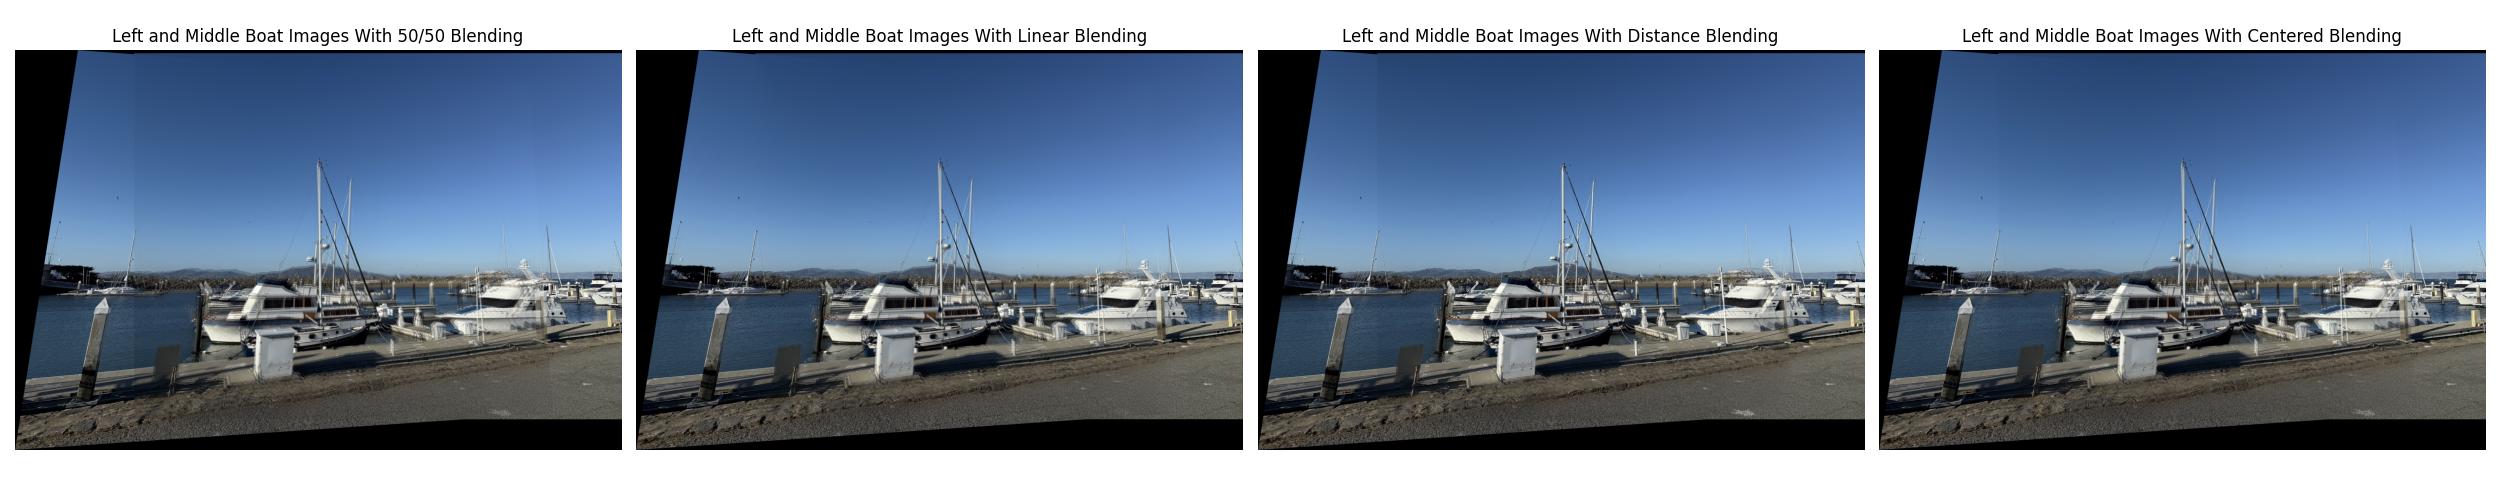 Left and Middle Boat Images With 50/50 Blending
Left and Middle Boat Images With Linear Blending
Left and Middle Boat Images With Distance Blending
Left and Middle Boat Images With Centered Blending